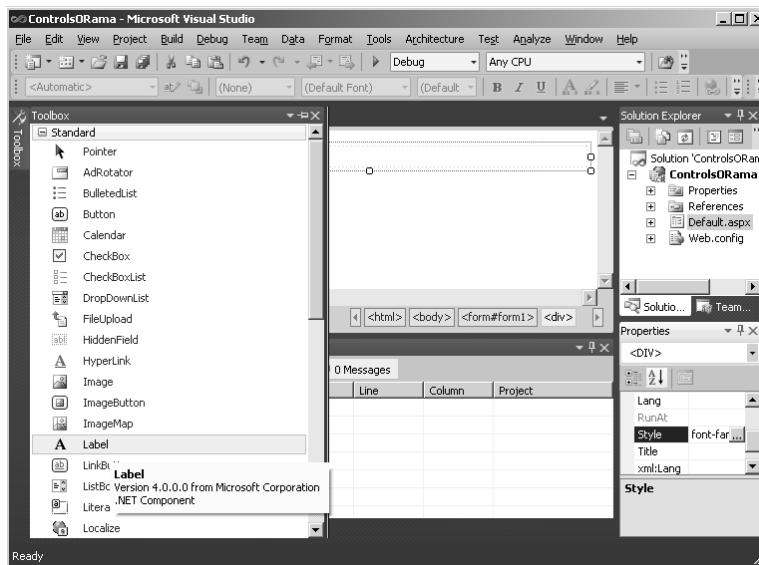 ControlsORama - Microsoft Visual Studio
File Edit View Project Build Debug Team Data Format Tools Architecture Test Analyze Window Help
Debug Any CPU
<Automatic> (None) (Default Font) (Default B I U A
Toolbox
Toolbox
Standard
Pointer
AdRotator
BulletedList
Button
Calendar
CheckBox
CheckBoxList
DropDownList
FileUpload
HiddenField
HyperLink
Image
ImageButton
ImageMap
Label
LinkBu
ListBo
Litera
Localize
Label
Version 4.0.0.0 from Microsoft Corporation
.NET Component
<html> <body> <form#form1> <div>
0 Messages
Line Column Project
Solution Explorer
Solution 'ControlsORan
ControlsORama
Properties
References
Default.aspx
Web.config
Solutio... Team...
Properties
<DIV>
Lang
RunAt
Style font-far ...
Title
xml:Lang
Style
Ready